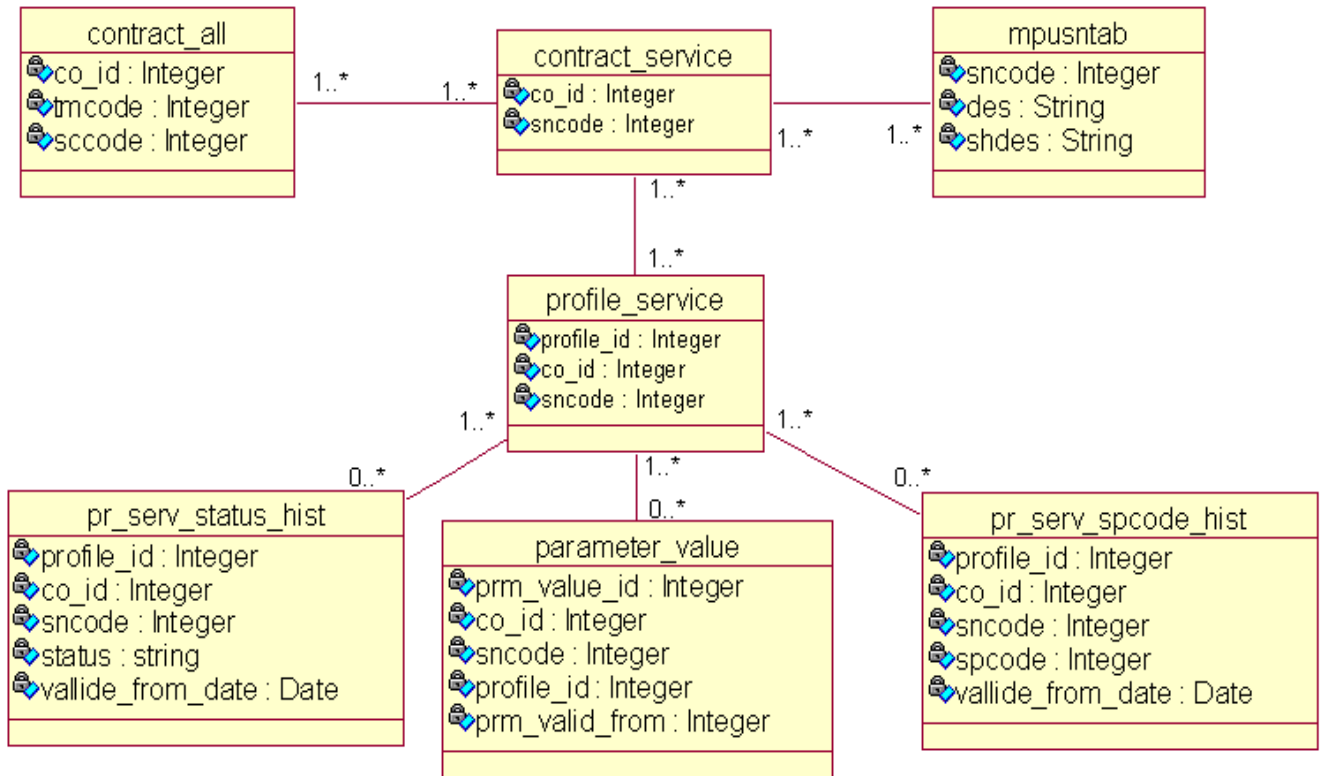 contract_all
co_id : Integer
tmcode : Integer
sccode : Integer
1..*
1..*
contract_service
co_id : Integer
sncode : Integer
1..*
1..*
mpusntab
sncode : Integer
des : String
shdes : String
1..*
1..*
profile_service
profile_id : Integer
co_id : Integer
sncode : Integer
1..*
0..*
1..*
0..*
1..*
0..*
pr_serv_status_hist
profile_id : Integer
co_id : Integer
sncode : Integer
status : string
vallide_from_date : Date
parameter_value
prm_value_id : Integer
co_id : Integer
sncode : Integer
profile_id : Integer
prm_valid_from : Integer
pr_serv_spcode_hist
profile_id : Integer
co_id : Integer
sncode : Integer
spcode : Integer
vallide_from_date : Date